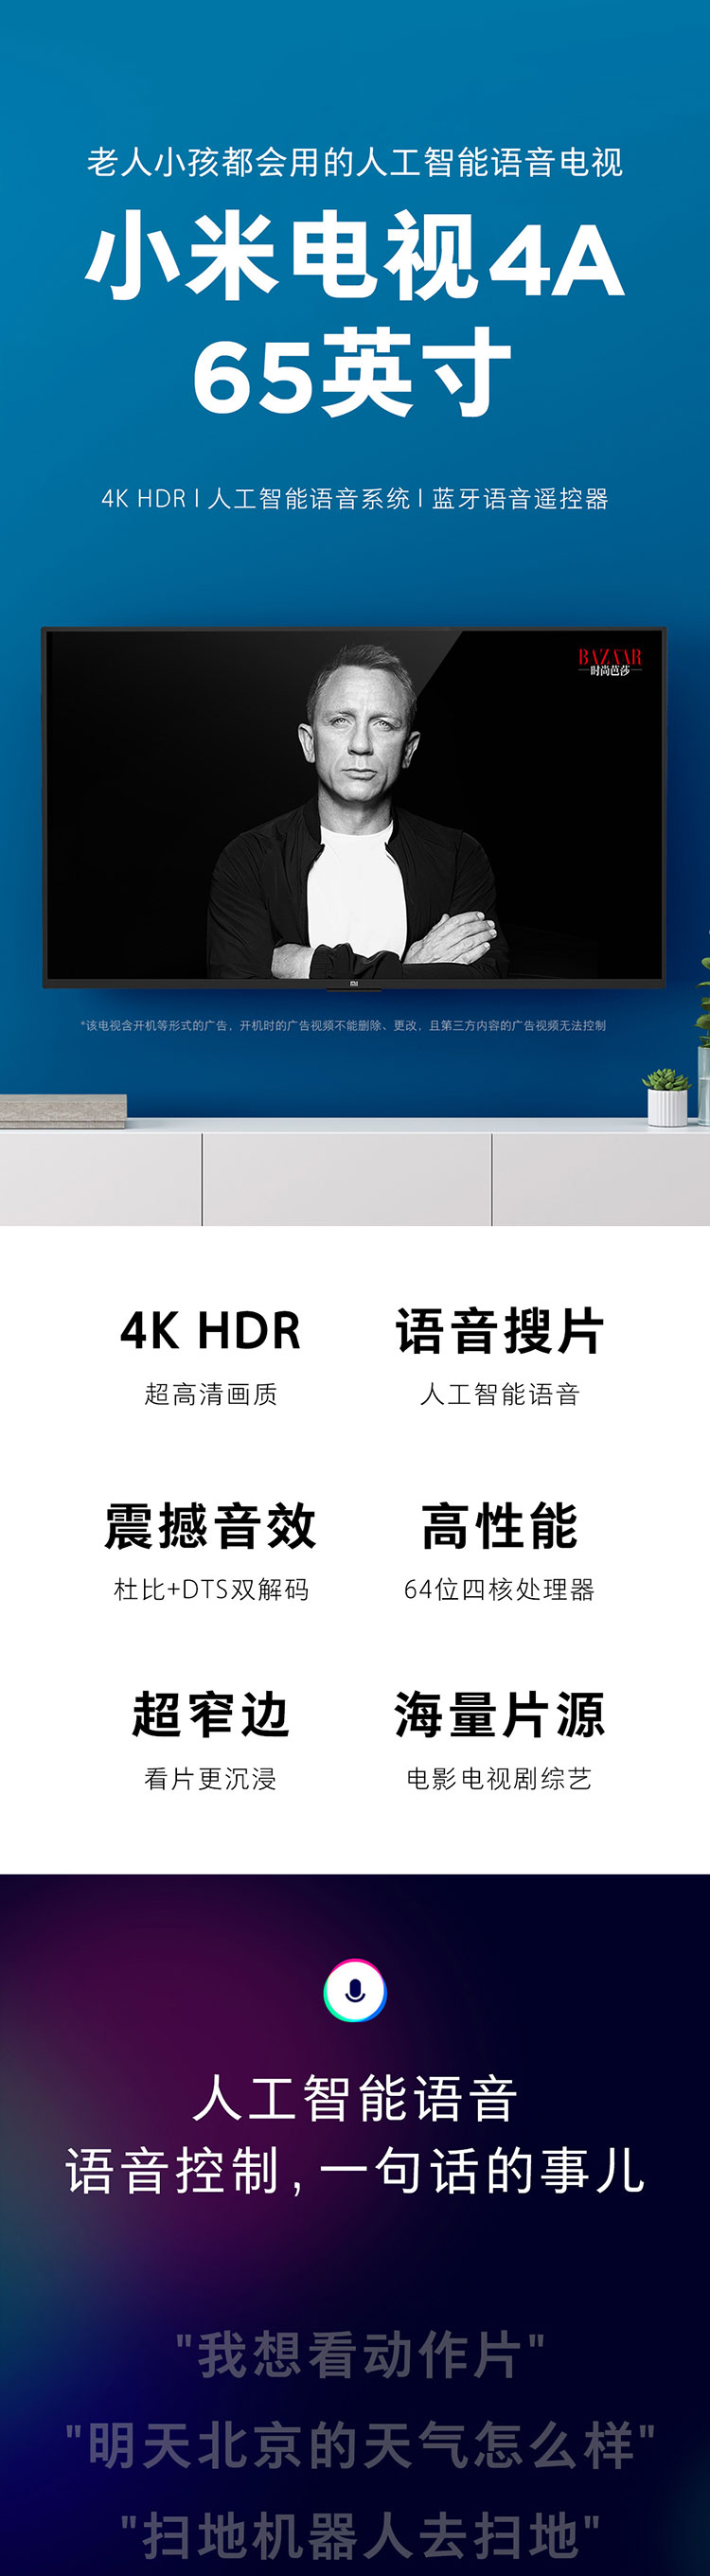 老人小孩都会用的人工智能语音电视
小米电视4A
65英寸
4K HDR | 人工智能语音系统 | 蓝牙语音遥控器
BAZAAR
时尚芭莎
mi
*该电视含开机等形式的广告，开机时的广告视频不能删除、更改，且第三方内容的广告视频无法控制
4K HDR
超高清画质
语音搜片
人工智能语音
震撼音效
杜比+DTS双解码
高性能
64位四核处理器
超窄边
看片更沉浸
海量片源
电影电视剧综艺
人工智能语音
语音控制，一句话的事儿
"我想看动作片"
"明天北京的天气怎么样"
"扫地机器人去扫地"